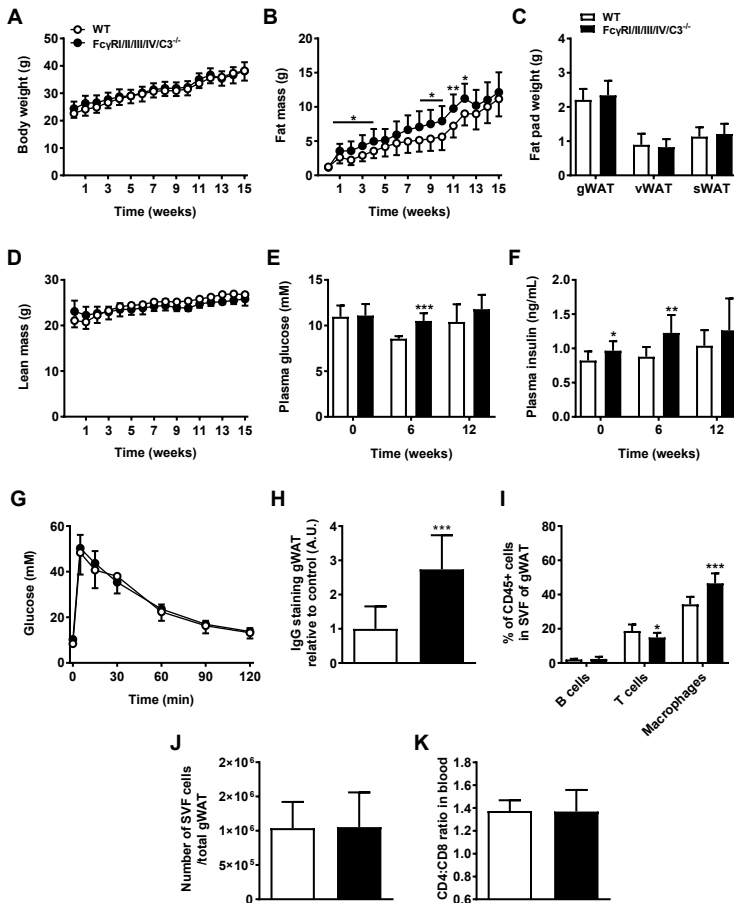 A
WT
FcγRI/II/III/IV/C3-/-
Body weight (g)
50
40
30
20
10
0
1 3 5 7 9 11 13 15
Time (weeks)
B
Fat mass (g)
20
15
10
5
0
*
*
**
*
1 3 5 7 9 11 13 15
Time (weeks)
C
WT
FcγRI/II/III/IV/C3-/-
Fat pad weight (g)
4
3
2
1
0
gWAT vWAT sWAT
D
Lean mass (g)
30
20
10
0
1 3 5 7 9 11 13 15
Time (weeks)
E
Plasma glucose (mM)
15
10
5
0
***
0 6 12
Time (weeks)
F
Plasma insulin (ng/mL)
2.0
1.5
1.0
0.5
0.0
*
**
0 6 12
Time (weeks)
G
Glucose (mM)
60
40
20
0
0 30 60 90 120
Time (min)
H
IgG staining gWAT
relative to control (A.U.)
4
3
2
1
0
***
I
% of CD45+ cells
in SVF of gWAT
80
60
40
20
0
*
***
B cells
T cells
Macrophages
J
Number of SVF cells
/total gWAT
2×10⁶
2×10⁶
1×10⁶
5×10⁵
0
K
CD4:CD8 ratio in blood
1.8
1.6
1.4
1.2
1.0
0.8
0.6